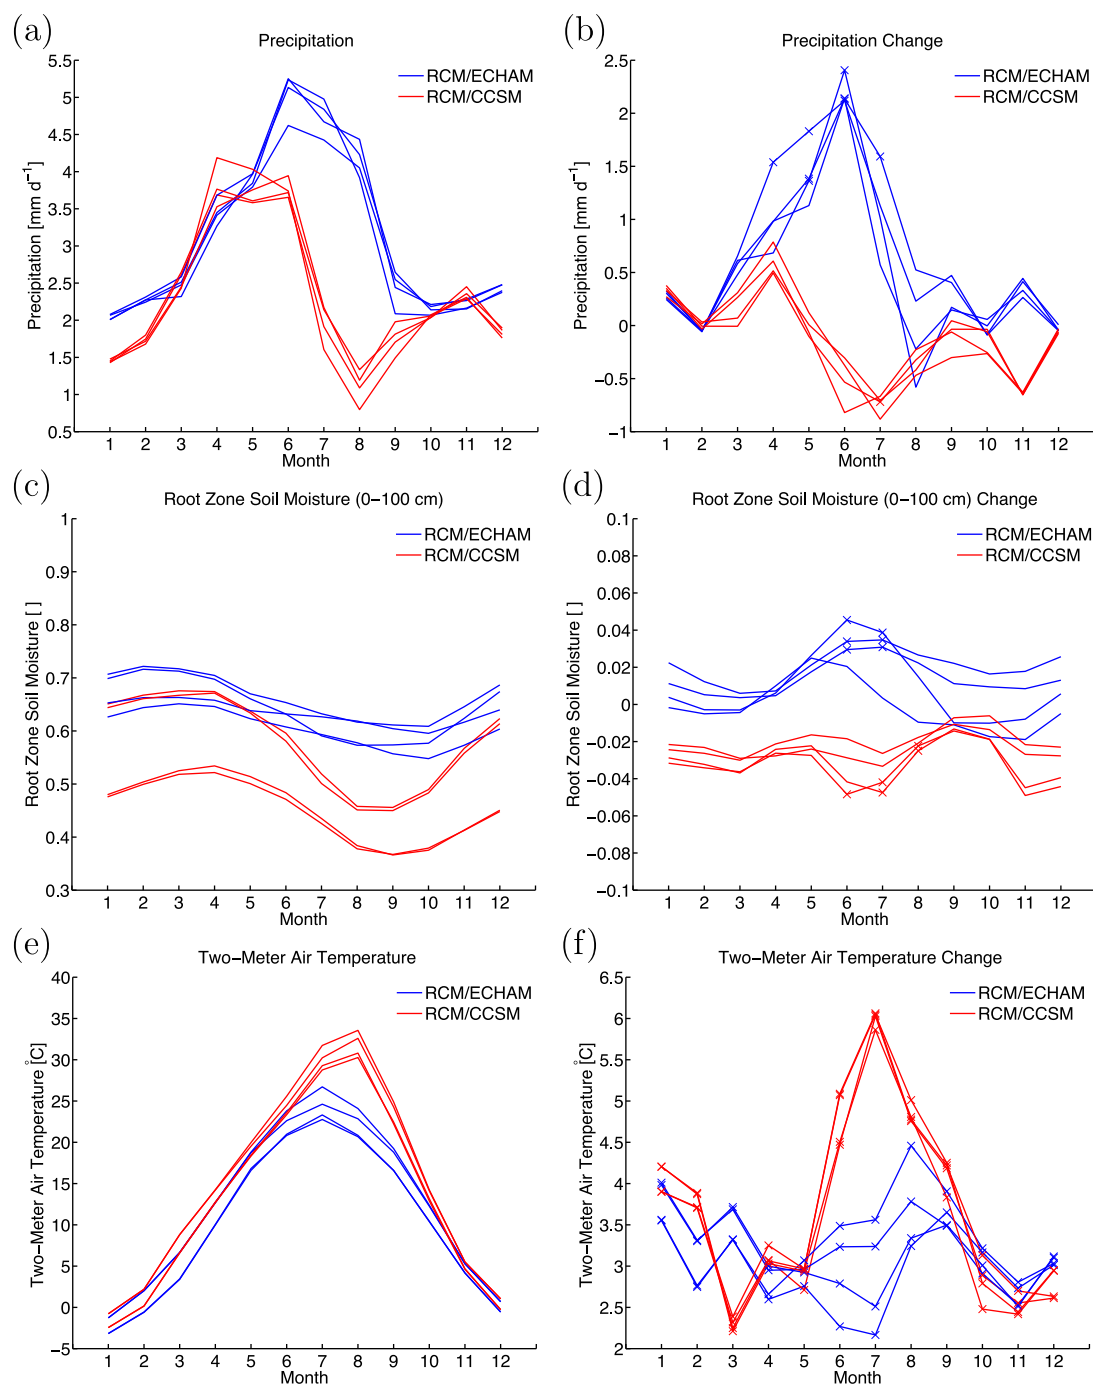 (a)
Precipitation
RCM/ECHAM
RCM/CCSM
Precipitation [mm d⁻¹]
5.5
5
4.5
4
3.5
3
2.5
2
1.5
1
0.5
1 2 3 4 5 6 7 8 9 10 11 12
Month
(b)
Precipitation Change
RCM/ECHAM
RCM/CCSM
Precipitation [mm d⁻¹]
2.5
2
1.5
1
0.5
0
−0.5
−1
1 2 3 4 5 6 7 8 9 10 11 12
Month
(c)
Root Zone Soil Moisture (0−100 cm)
RCM/ECHAM
RCM/CCSM
Root Zone Soil Moisture [ ]
1
0.9
0.8
0.7
0.6
0.5
0.4
0.3
1 2 3 4 5 6 7 8 9 10 11 12
Month
(d)
Root Zone Soil Moisture (0−100 cm) Change
RCM/ECHAM
RCM/CCSM
Root Zone Soil Moisture [ ]
0.1
0.08
0.06
0.04
0.02
0
−0.02
−0.04
−0.06
−0.08
−0.1
1 2 3 4 5 6 7 8 9 10 11 12
Month
(e)
Two−Meter Air Temperature
RCM/ECHAM
RCM/CCSM
Two−Meter Air Temperature [°C]
40
35
30
25
20
15
10
5
0
−5
1 2 3 4 5 6 7 8 9 10 11 12
Month
(f)
Two−Meter Air Temperature Change
RCM/ECHAM
RCM/CCSM
Two−Meter Air Temperature [°C]
6.5
6
5.5
5
4.5
4
3.5
3
2.5
2
1 2 3 4 5 6 7 8 9 10 11 12
Month